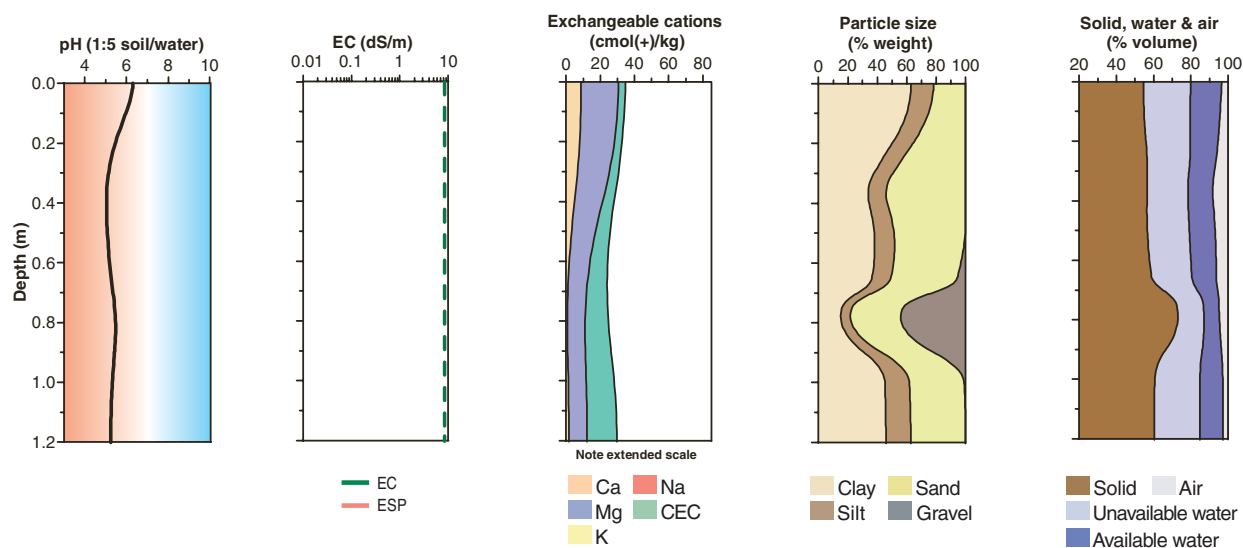 pH (1:5 soil/water)
4 6 8 10
Depth (m)
0.0
0.2
0.4
0.6
0.8
1.0
1.2
EC (dS/m)
0.01 0.1 1 10
EC
ESP
Exchangeable cations
(cmol(+)/kg)
0 20 40 60 80
Note extended scale
Ca Na
Mg CEC
K
Particle size
(% weight)
0 20 40 60 80 100
Clay Sand
Silt Gravel
Solid, water & air
(% volume)
20 40 60 80 100
Solid Air
Unavailable water
Available water